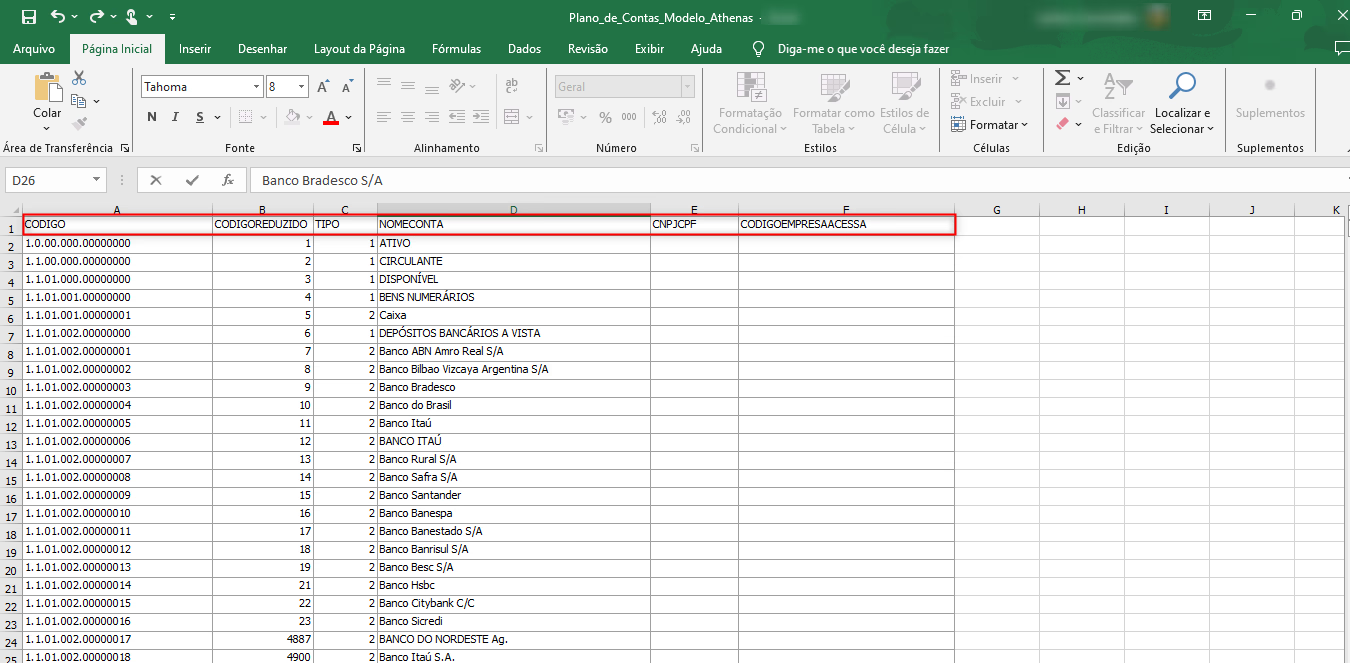 Plano_de_Contas_Modelo_Athenas -
Arquivo Página Inicial Inserir Desenhar Layout da Página Fórmulas Dados Revisão Exibir Ajuda Diga-me o que você deseja fazer
Colar
Área de Transferência
Tahoma 8
N I S A
Fonte
ab
Alinhamento
Geral
% 000
Número
Formatação Condicional
Formatar como Tabela
Estilos de Célula
Estilos
Inserir
Excluir
Formatar
Células
Σ
Classificar e Filtrar
Localizar e Selecionar
Edição
Suplementos
Suplementos
D26 fx Banco Bradesco S/A
A B C D E F G H I J K
1 CODIGO CODIGOREDUZIDO TIPO NOMECONTA CNPJCPF CODIGOEMPRESAACESSA
2 1.0.00.000.00000000 1 1 ATIVO
3 1.1.00.000.00000000 2 1 CIRCULANTE
4 1.1.01.000.00000000 3 1 DISPONÍVEL
5 1.1.01.001.00000000 4 1 BENS NUMERÁRIOS
6 1.1.01.001.00000001 5 2 Caixa
7 1.1.01.002.00000000 6 1 DEPÓSITOS BANCÁRIOS A VISTA
8 1.1.01.002.00000001 7 2 Banco ABN Amro Real S/A
9 1.1.01.002.00000002 8 2 Banco Bilbao Vizcaya Argentina S/A
10 1.1.01.002.00000003 9 2 Banco Bradesco
11 1.1.01.002.00000004 10 2 Banco do Brasil
12 1.1.01.002.00000005 11 2 Banco Itaú
13 1.1.01.002.00000006 12 2 BANCO ITAÚ
14 1.1.01.002.00000007 13 2 Banco Rural S/A
15 1.1.01.002.00000008 14 2 Banco Safra S/A
16 1.1.01.002.00000009 15 2 Banco Santander
17 1.1.01.002.00000010 16 2 Banco Banespa
18 1.1.01.002.00000011 17 2 Banco Banestado S/A
19 1.1.01.002.00000012 18 2 Banco Banrisul S/A
20 1.1.01.002.00000013 19 2 Banco Besc S/A
21 1.1.01.002.00000014 21 2 Banco Hsbc
22 1.1.01.002.00000015 22 2 Banco Citybank C/C
23 1.1.01.002.00000016 23 2 Banco Sicredi
24 1.1.01.002.00000017 4887 2 BANCO DO NORDESTE Ag.
25 1.1.01.002.00000018 4900 2 Banco Itaú S.A.